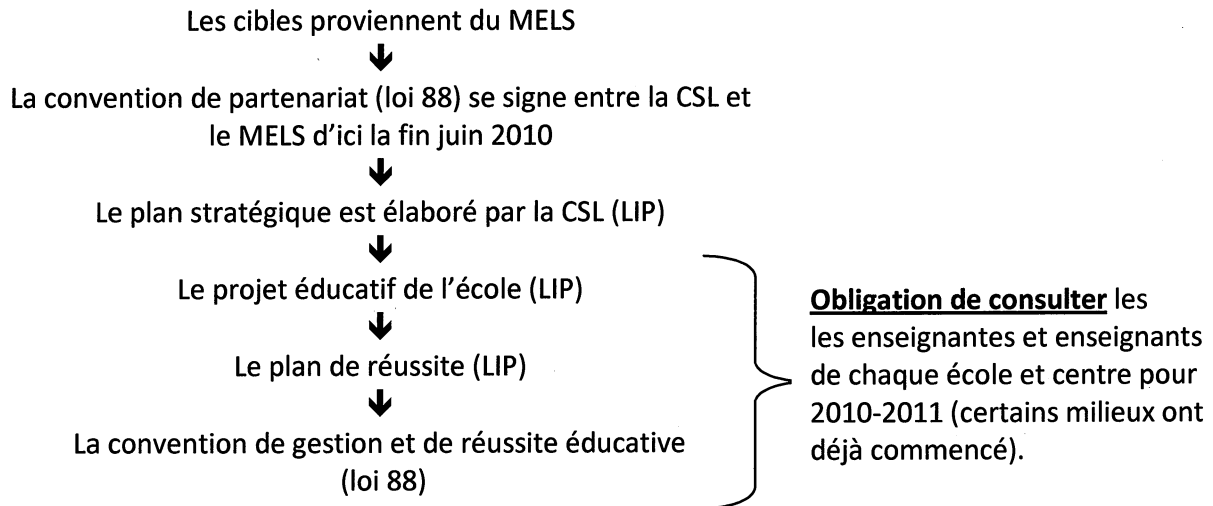 Les cibles proviennent du MELS
La convention de partenariat (loi 88) se signe entre la CSL et
le MELS d'ici la fin juin 2010
Le plan stratégique est élaboré par la CSL (LIP)
Le projet éducatif de l'école (LIP)
Le plan de réussite (LIP)
La convention de gestion et de réussite éducative
(loi 88)
Obligation de consulter les
les enseignantes et enseignants
de chaque école et centre pour
2010-2011 (certains milieux ont
déjà commencé).